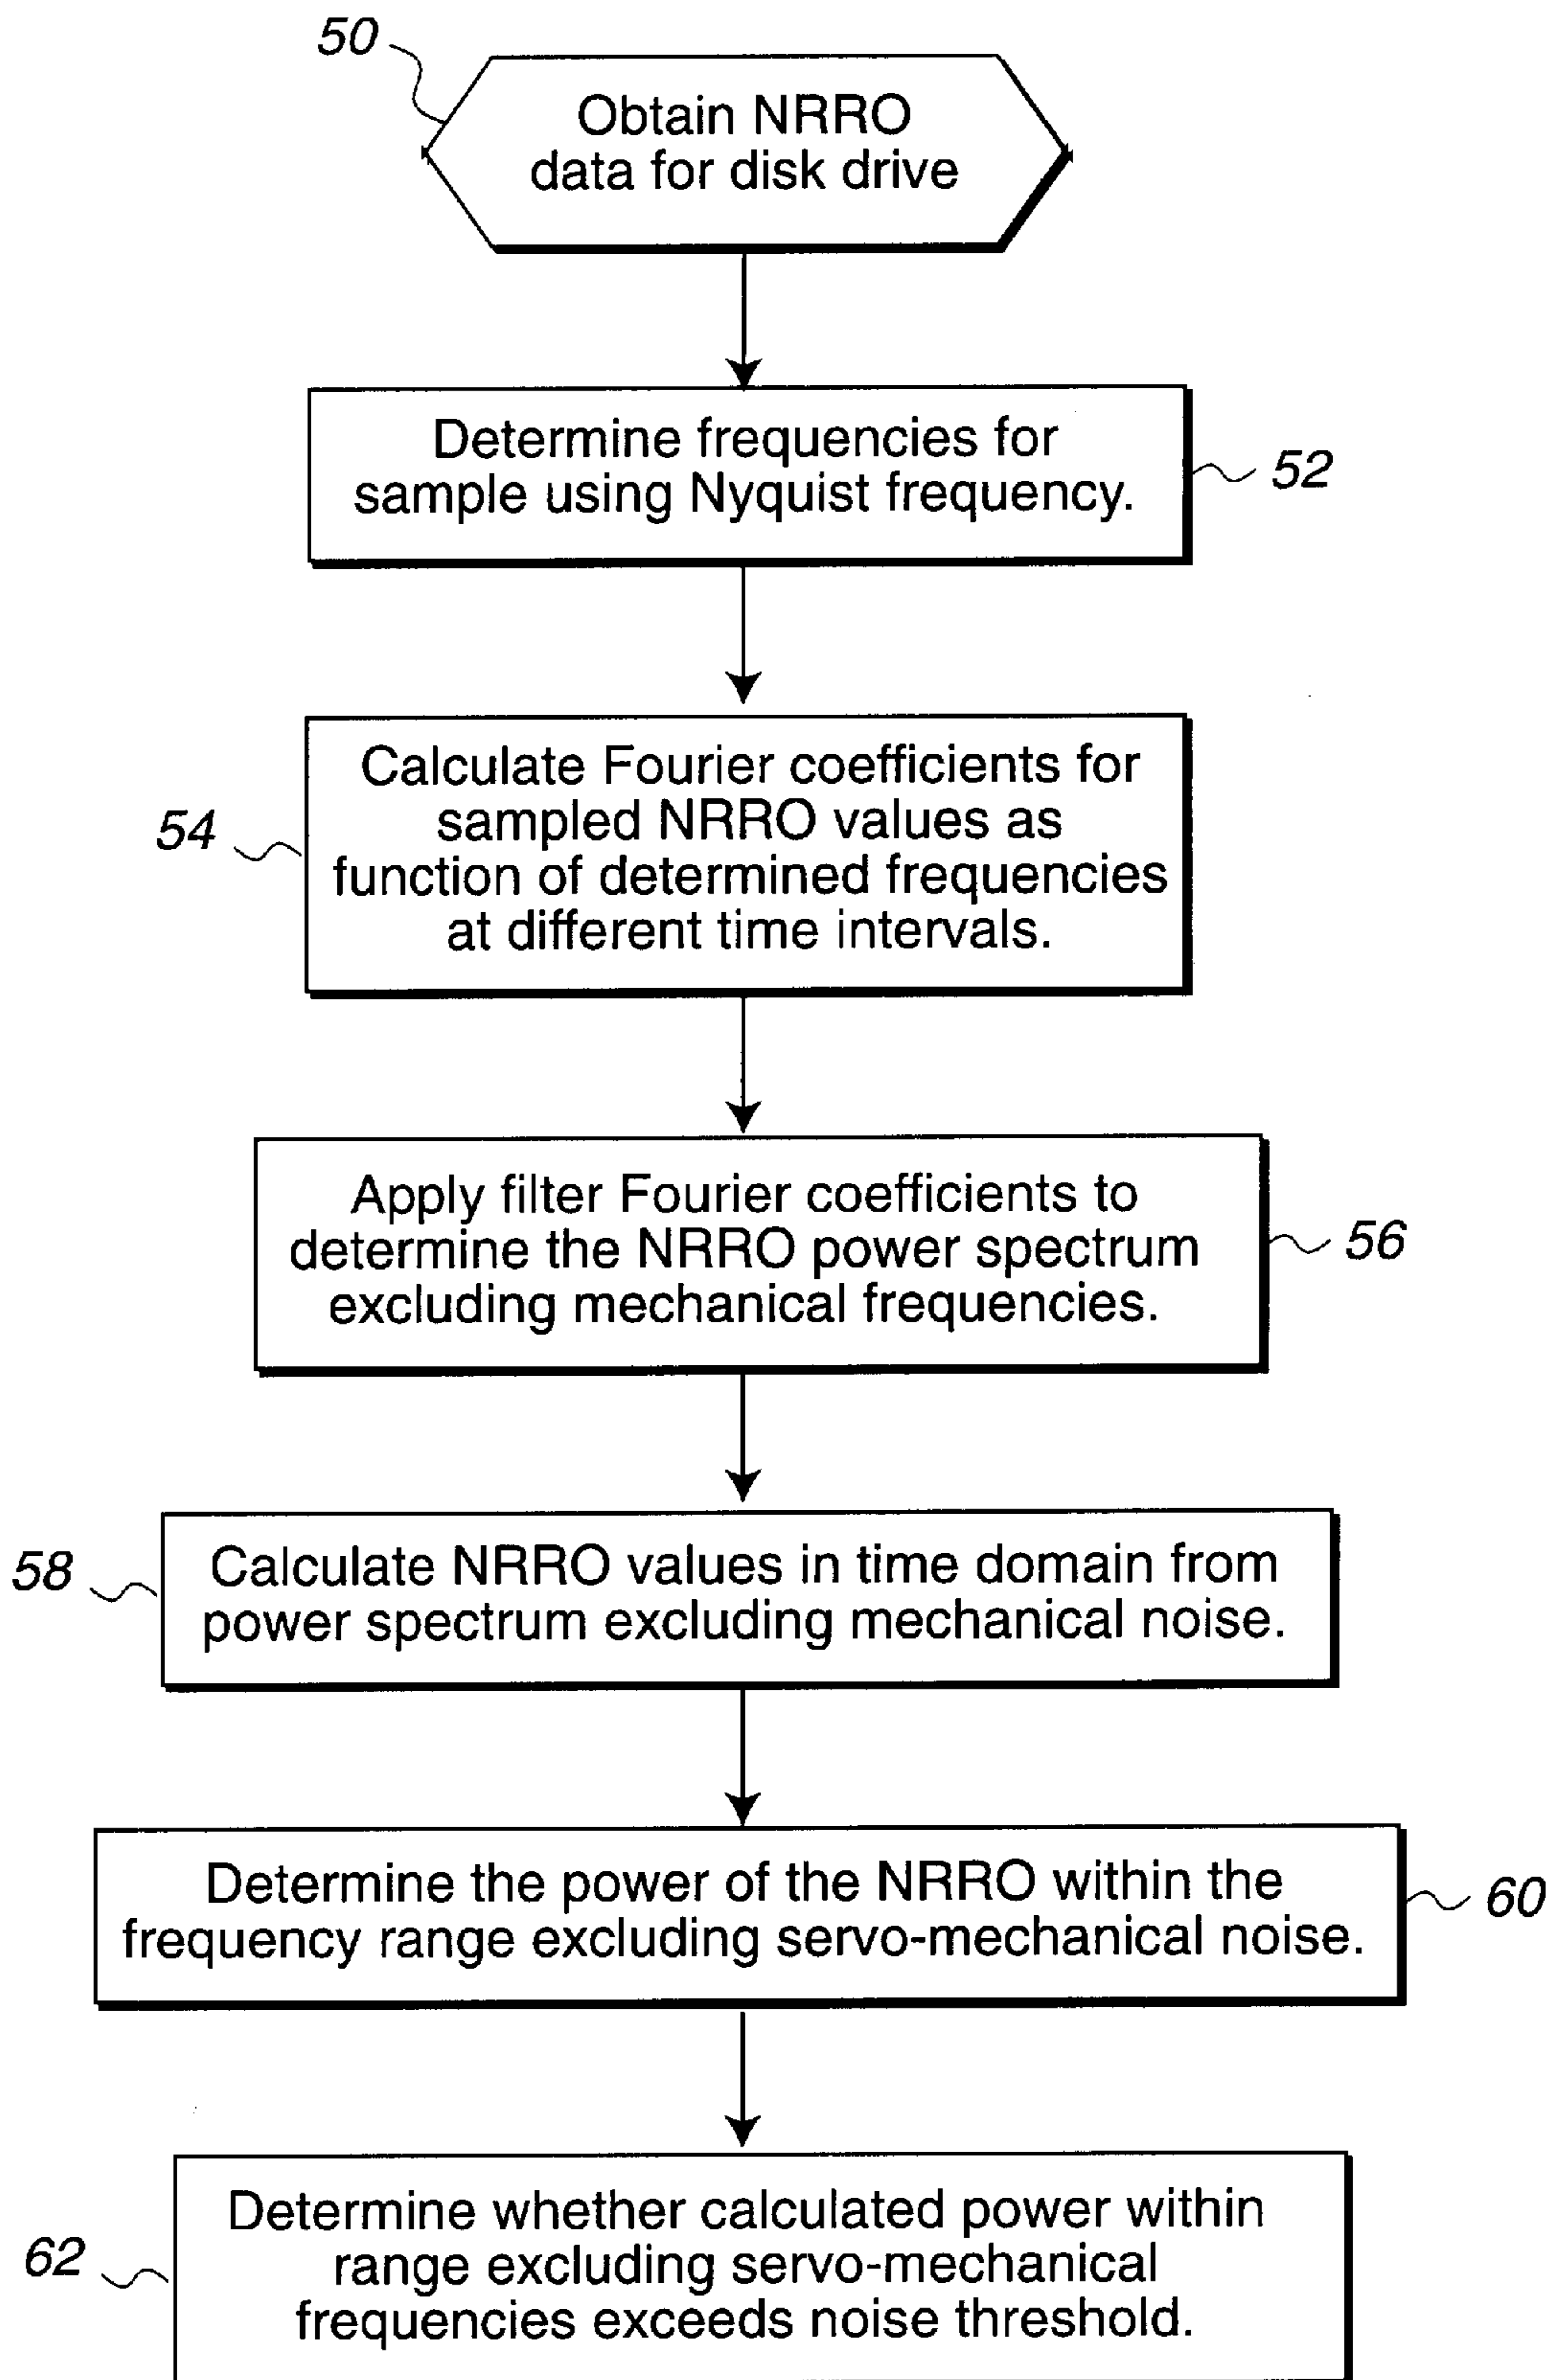 50
Obtain NRRO
data for disk drive
Determine frequencies for
sample using Nyquist frequency.
52
Calculate Fourier coefficients for
sampled NRRO values as
function of determined frequencies
at different time intervals.
54
Apply filter Fourier coefficients to
determine the NRRO power spectrum
excluding mechanical frequencies.
56
Calculate NRRO values in time domain from
power spectrum excluding mechanical noise.
58
Determine the power of the NRRO within the
frequency range excluding servo-mechanical noise.
60
Determine whether calculated power within
range excluding servo-mechanical
frequencies exceeds noise threshold.
62